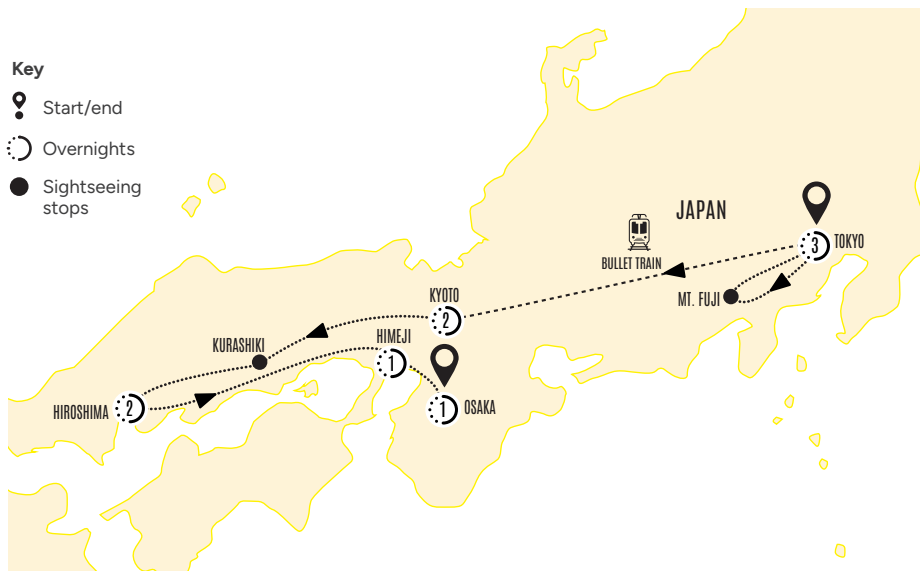 Key
Start/end
Overnights
Sightseeing
stops
JAPAN
3
TOKYO
BULLET TRAIN
MT. FUJI
KYOTO
2
HIMEJI
1
KURASHIKI
HIROSHIMA
2
1
OSAKA